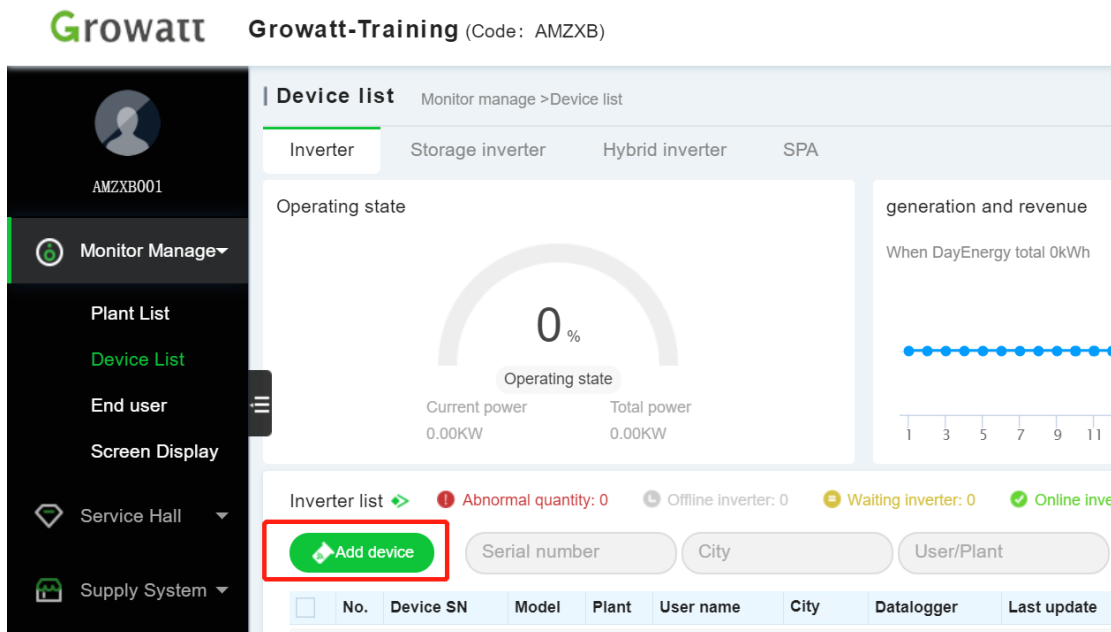 Growatt Growatt-Training (Code: AMZXB)
AMZXB001
Monitor Manage
Plant List
Device List
End user
Screen Display
Service Hall
Supply System
Device list Monitor manage >Device list
Inverter Storage inverter Hybrid inverter SPA
Operating state
0 %
Operating state
Current power Total power
0.00KW 0.00KW
generation and revenue
When DayEnergy total 0kWh
1 3 5 7 9 11
Inverter list Abnormal quantity: 0 Offline inverter: 0 Waiting inverter: 0 Online inve
Add device Serial number City User/Plant
No. Device SN Model Plant User name City Datalogger Last update